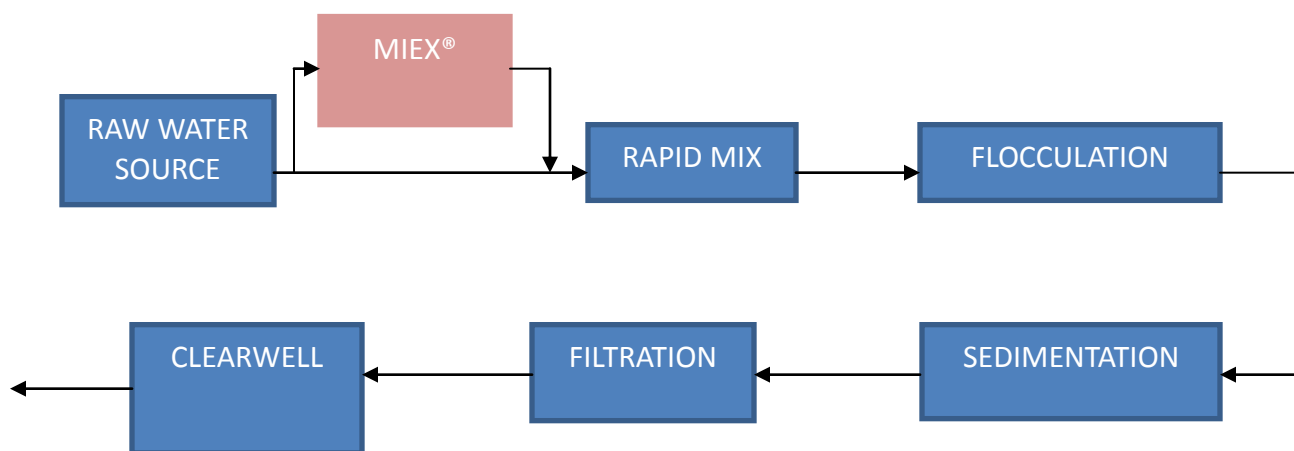 MIEX®
RAW WATER
SOURCE
RAPID MIX
FLOCCULATION
CLEARWELL
FILTRATION
SEDIMENTATION